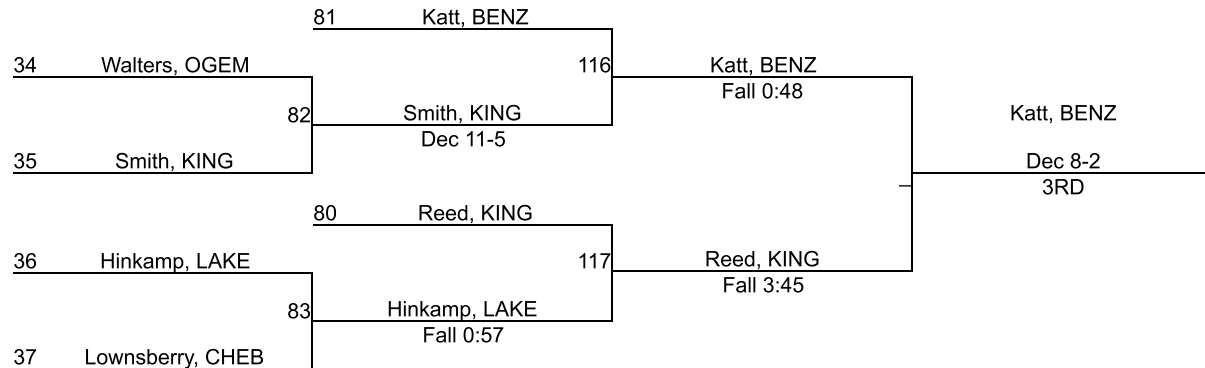 81 Katt, BENZ
34 Walters, OGEM
116 Katt, BENZ
Fall 0:48
82 Smith, KING
Dec 11-5
Katt, BENZ
35 Smith, KING
Dec 8-2
3RD
80 Reed, KING
36 Hinkamp, LAKE
117 Reed, KING
Fall 3:45
83 Hinkamp, LAKE
Fall 0:57
37 Lownsberry, CHEB